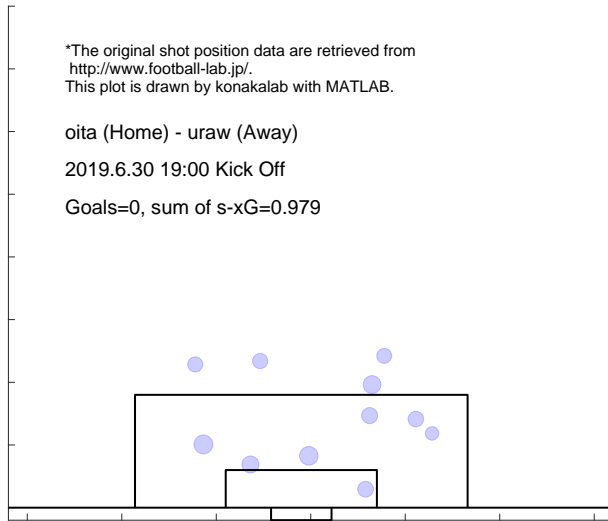 *The original shot position data are retrieved from
http://www.football-lab.jp/.
This plot is drawn by konakalab with MATLAB.
oita (Home) - uraw (Away)
2019.6.30 19:00 Kick Off
Goals=0, sum of s-xG=0.979